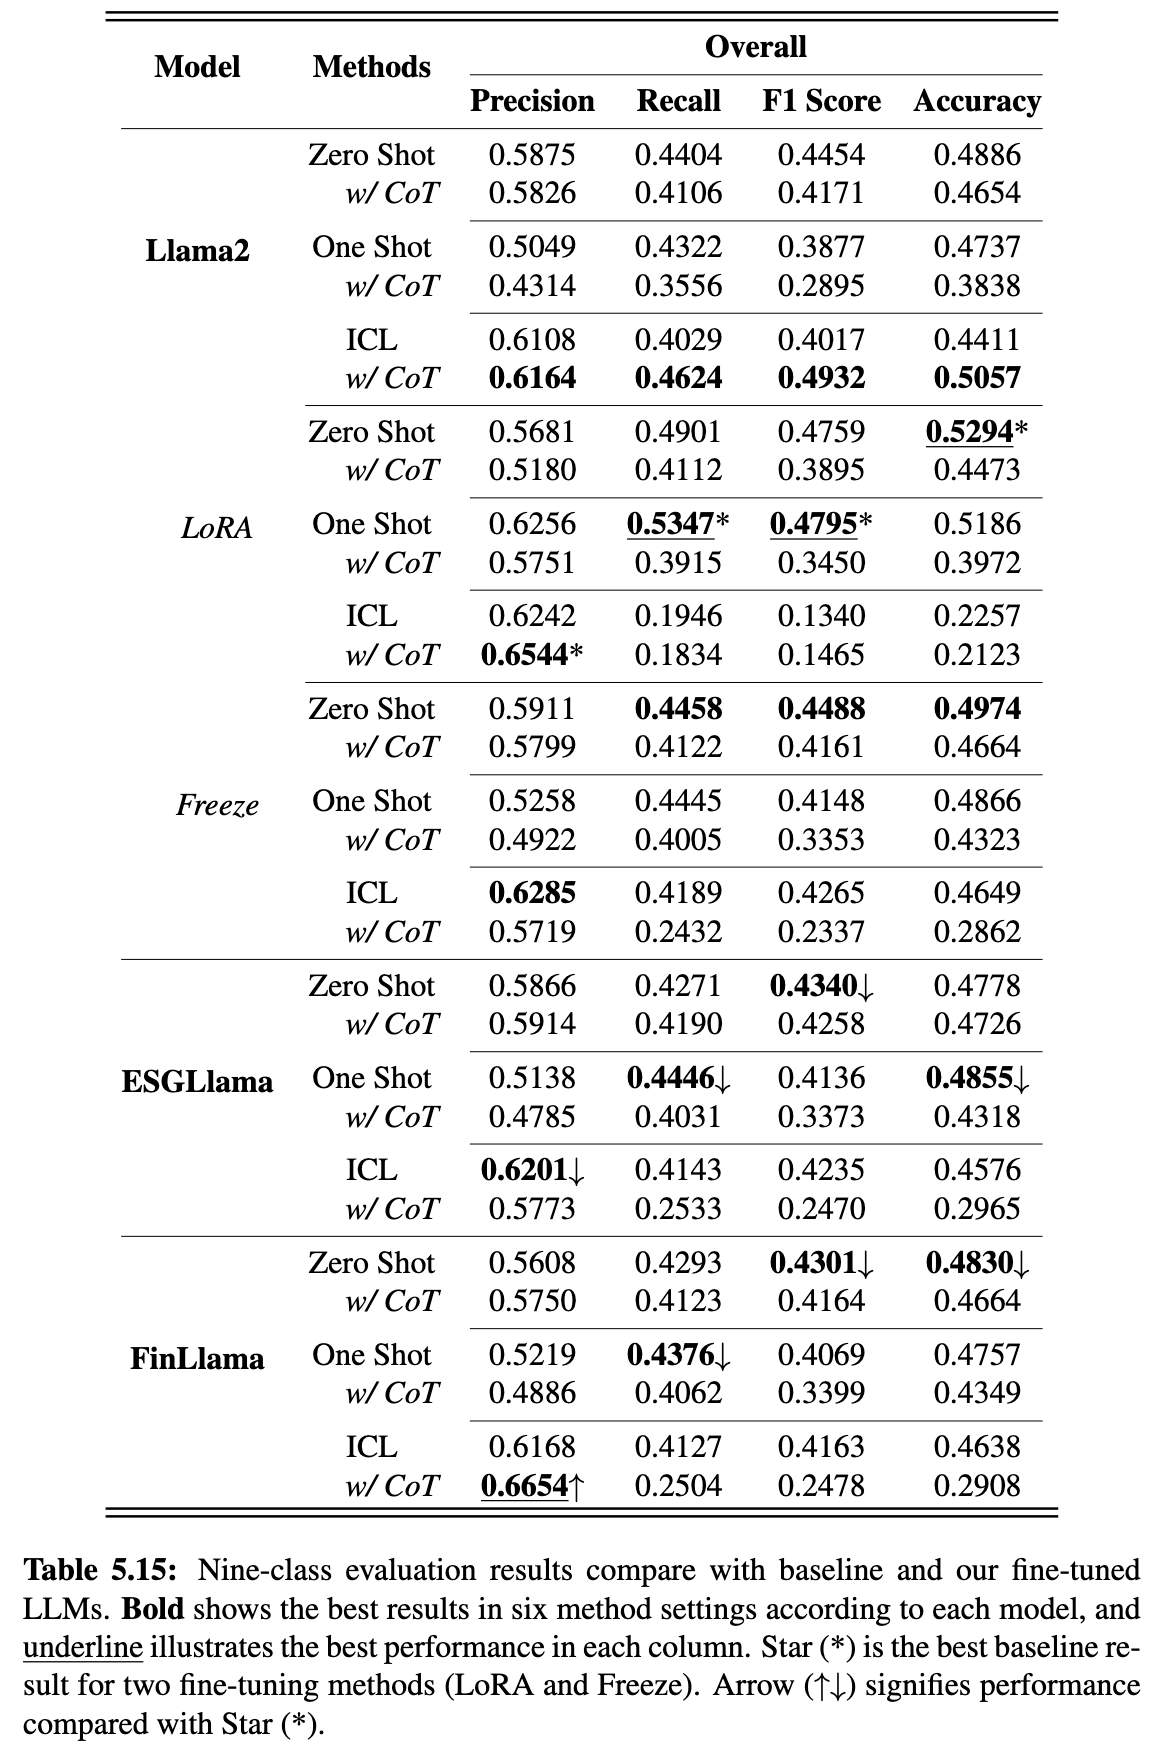 Overall
Model Methods
Precision Recall F1 Score Accuracy
Zero Shot 0.5875 0.4404 0.4454 0.4886
w/ CoT 0.5826 0.4106 0.4171 0.4654
Llama2 One Shot 0.5049 0.4322 0.3877 0.4737
w/ CoT 0.4314 0.3556 0.2895 0.3838
ICL 0.6108 0.4029 0.4017 0.4411
w/ CoT 0.6164 0.4624 0.4932 0.5057
Zero Shot 0.5681 0.4901 0.4759 0.5294*
w/ CoT 0.5180 0.4112 0.3895 0.4473
LoRA One Shot 0.6256 0.5347* 0.4795* 0.5186
w/ CoT 0.5751 0.3915 0.3450 0.3972
ICL 0.6242 0.1946 0.1340 0.2257
w/ CoT 0.6544* 0.1834 0.1465 0.2123
Zero Shot 0.5911 0.4458 0.4488 0.4974
w/ CoT 0.5799 0.4122 0.4161 0.4664
Freeze One Shot 0.5258 0.4445 0.4148 0.4866
w/ CoT 0.4922 0.4005 0.3353 0.4323
ICL 0.6285 0.4189 0.4265 0.4649
w/ CoT 0.5719 0.2432 0.2337 0.2862
Zero Shot 0.5866 0.4271 0.4340↓ 0.4778
w/ CoT 0.5914 0.4190 0.4258 0.4726
ESGLlama One Shot 0.5138 0.4446↓ 0.4136 0.4855↓
w/ CoT 0.4785 0.4031 0.3373 0.4318
ICL 0.6201↓ 0.4143 0.4235 0.4576
w/ CoT 0.5773 0.2533 0.2470 0.2965
Zero Shot 0.5608 0.4293 0.4301↓ 0.4830↓
w/ CoT 0.5750 0.4123 0.4164 0.4664
FinLlama One Shot 0.5219 0.4376↓ 0.4069 0.4757
w/ CoT 0.4886 0.4062 0.3399 0.4349
ICL 0.6168 0.4127 0.4163 0.4638
w/ CoT 0.6654↑ 0.2504 0.2478 0.2908
Table 5.15: Nine-class evaluation results compare with baseline and our fine-tuned
LLMs. Bold shows the best results in six method settings according to each model, and
underline illustrates the best performance in each column. Star (*) is the best baseline re-
sult for two fine-tuning methods (LoRA and Freeze). Arrow (↑↓) signifies performance
compared with Star (*).